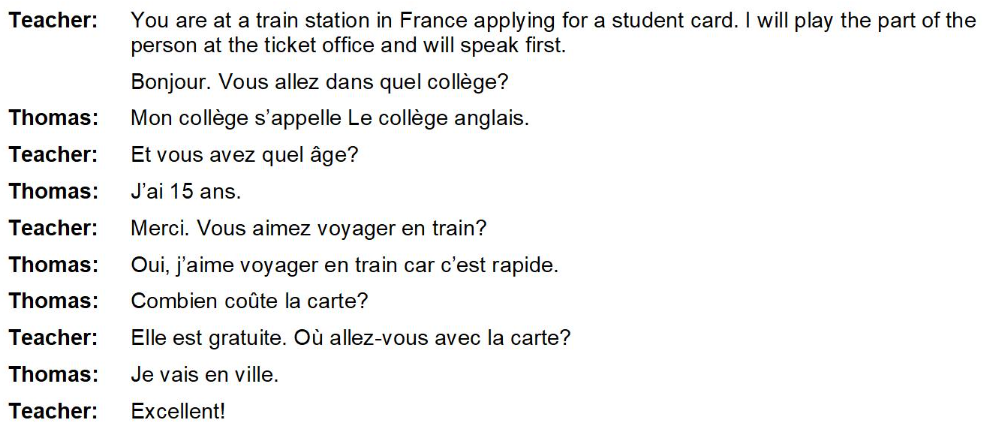 Teacher: You are at a train station in France applying for a student card. I will play the part of the
person at the ticket office and will speak first.
Bonjour. Vous allez dans quel collège?
Thomas: Mon collège s’appelle Le collège anglais.
Teacher: Et vous avez quel âge?
Thomas: J’ai 15 ans.
Teacher: Merci. Vous aimez voyager en train?
Thomas: Oui, j’aime voyager en train car c’est rapide.
Thomas: Combien coûte la carte?
Teacher: Elle est gratuite. Où allez-vous avec la carte?
Thomas: Je vais en ville.
Teacher: Excellent!